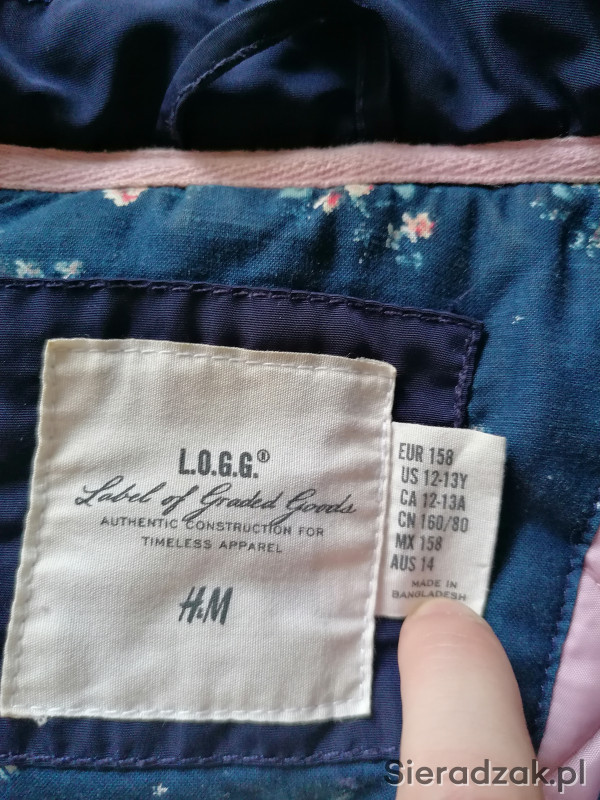 L.O.G.G.®
Label of Graded Goods
AUTHENTIC CONSTRUCTION FOR
TIMELESS APPAREL
H&M
EUR 158
US 12-13Y
CA 12-13A
CN 160/80
MX 158
AUS 14
MADE IN
BANGLADESH
Sieradzak.pl